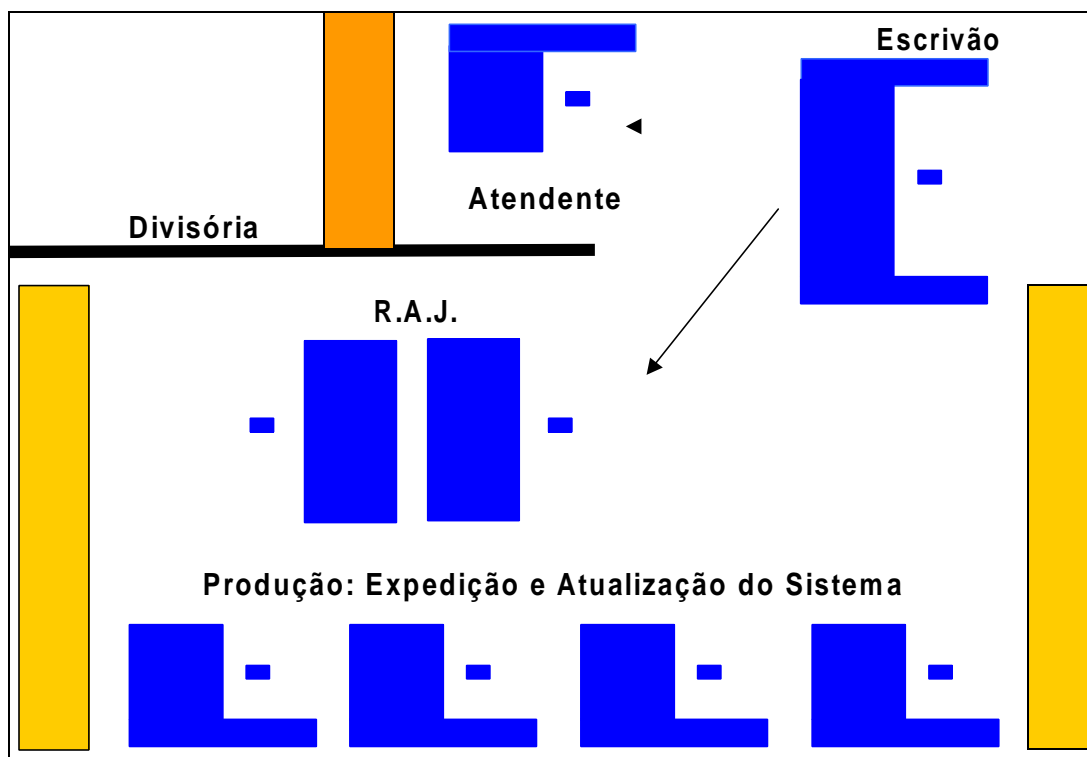 Escrivão
Atendente
Divisória
R.A.J.
Produção: Expedição e Atualização do Sistema